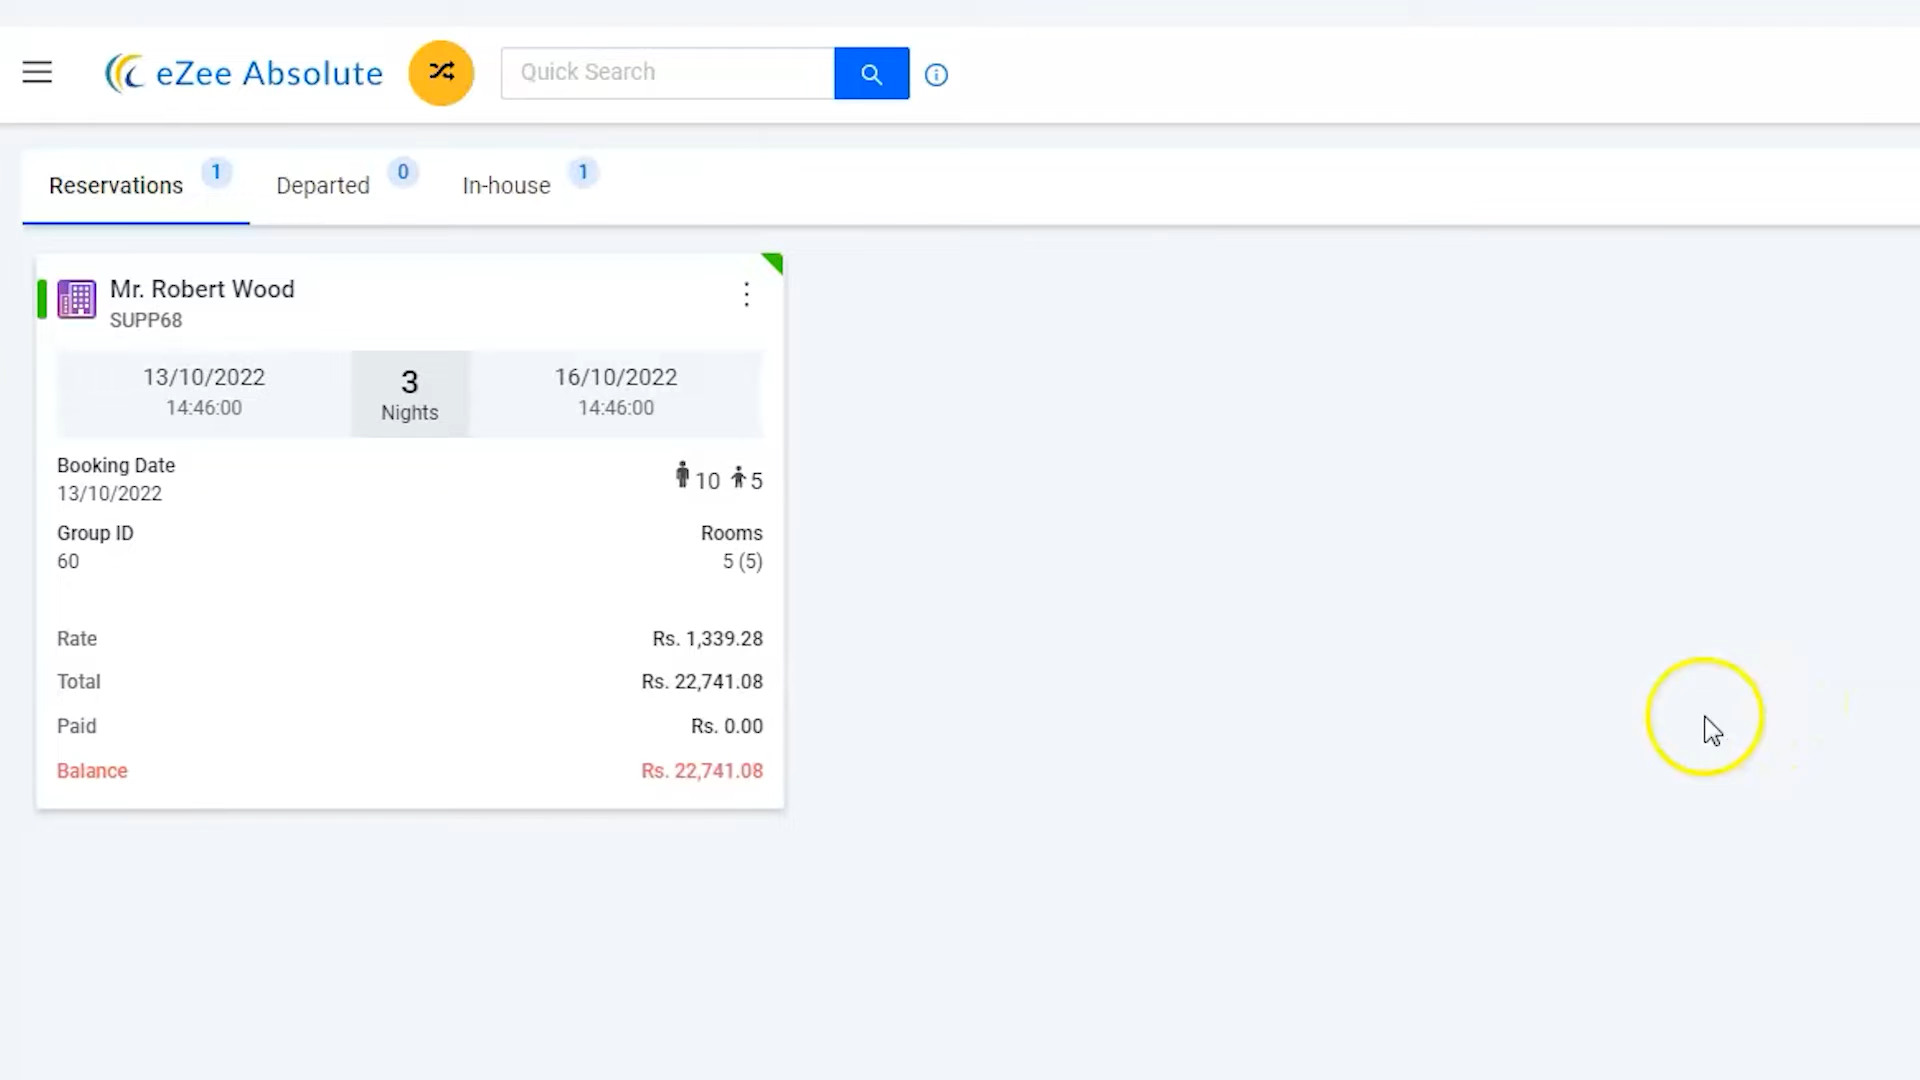 eZee Absolute
Quick Search
Reservations 1
Departed 0
In-house 1
Mr. Robert Wood
SUPP68
13/10/2022
14:46:00
3
Nights
16/10/2022
14:46:00
Booking Date
13/10/2022
10 5
Group ID
60
Rooms
5 (5)
Rate Rs. 1,339.28
Total Rs. 22,741.08
Paid Rs. 0.00
Balance Rs. 22,741.08